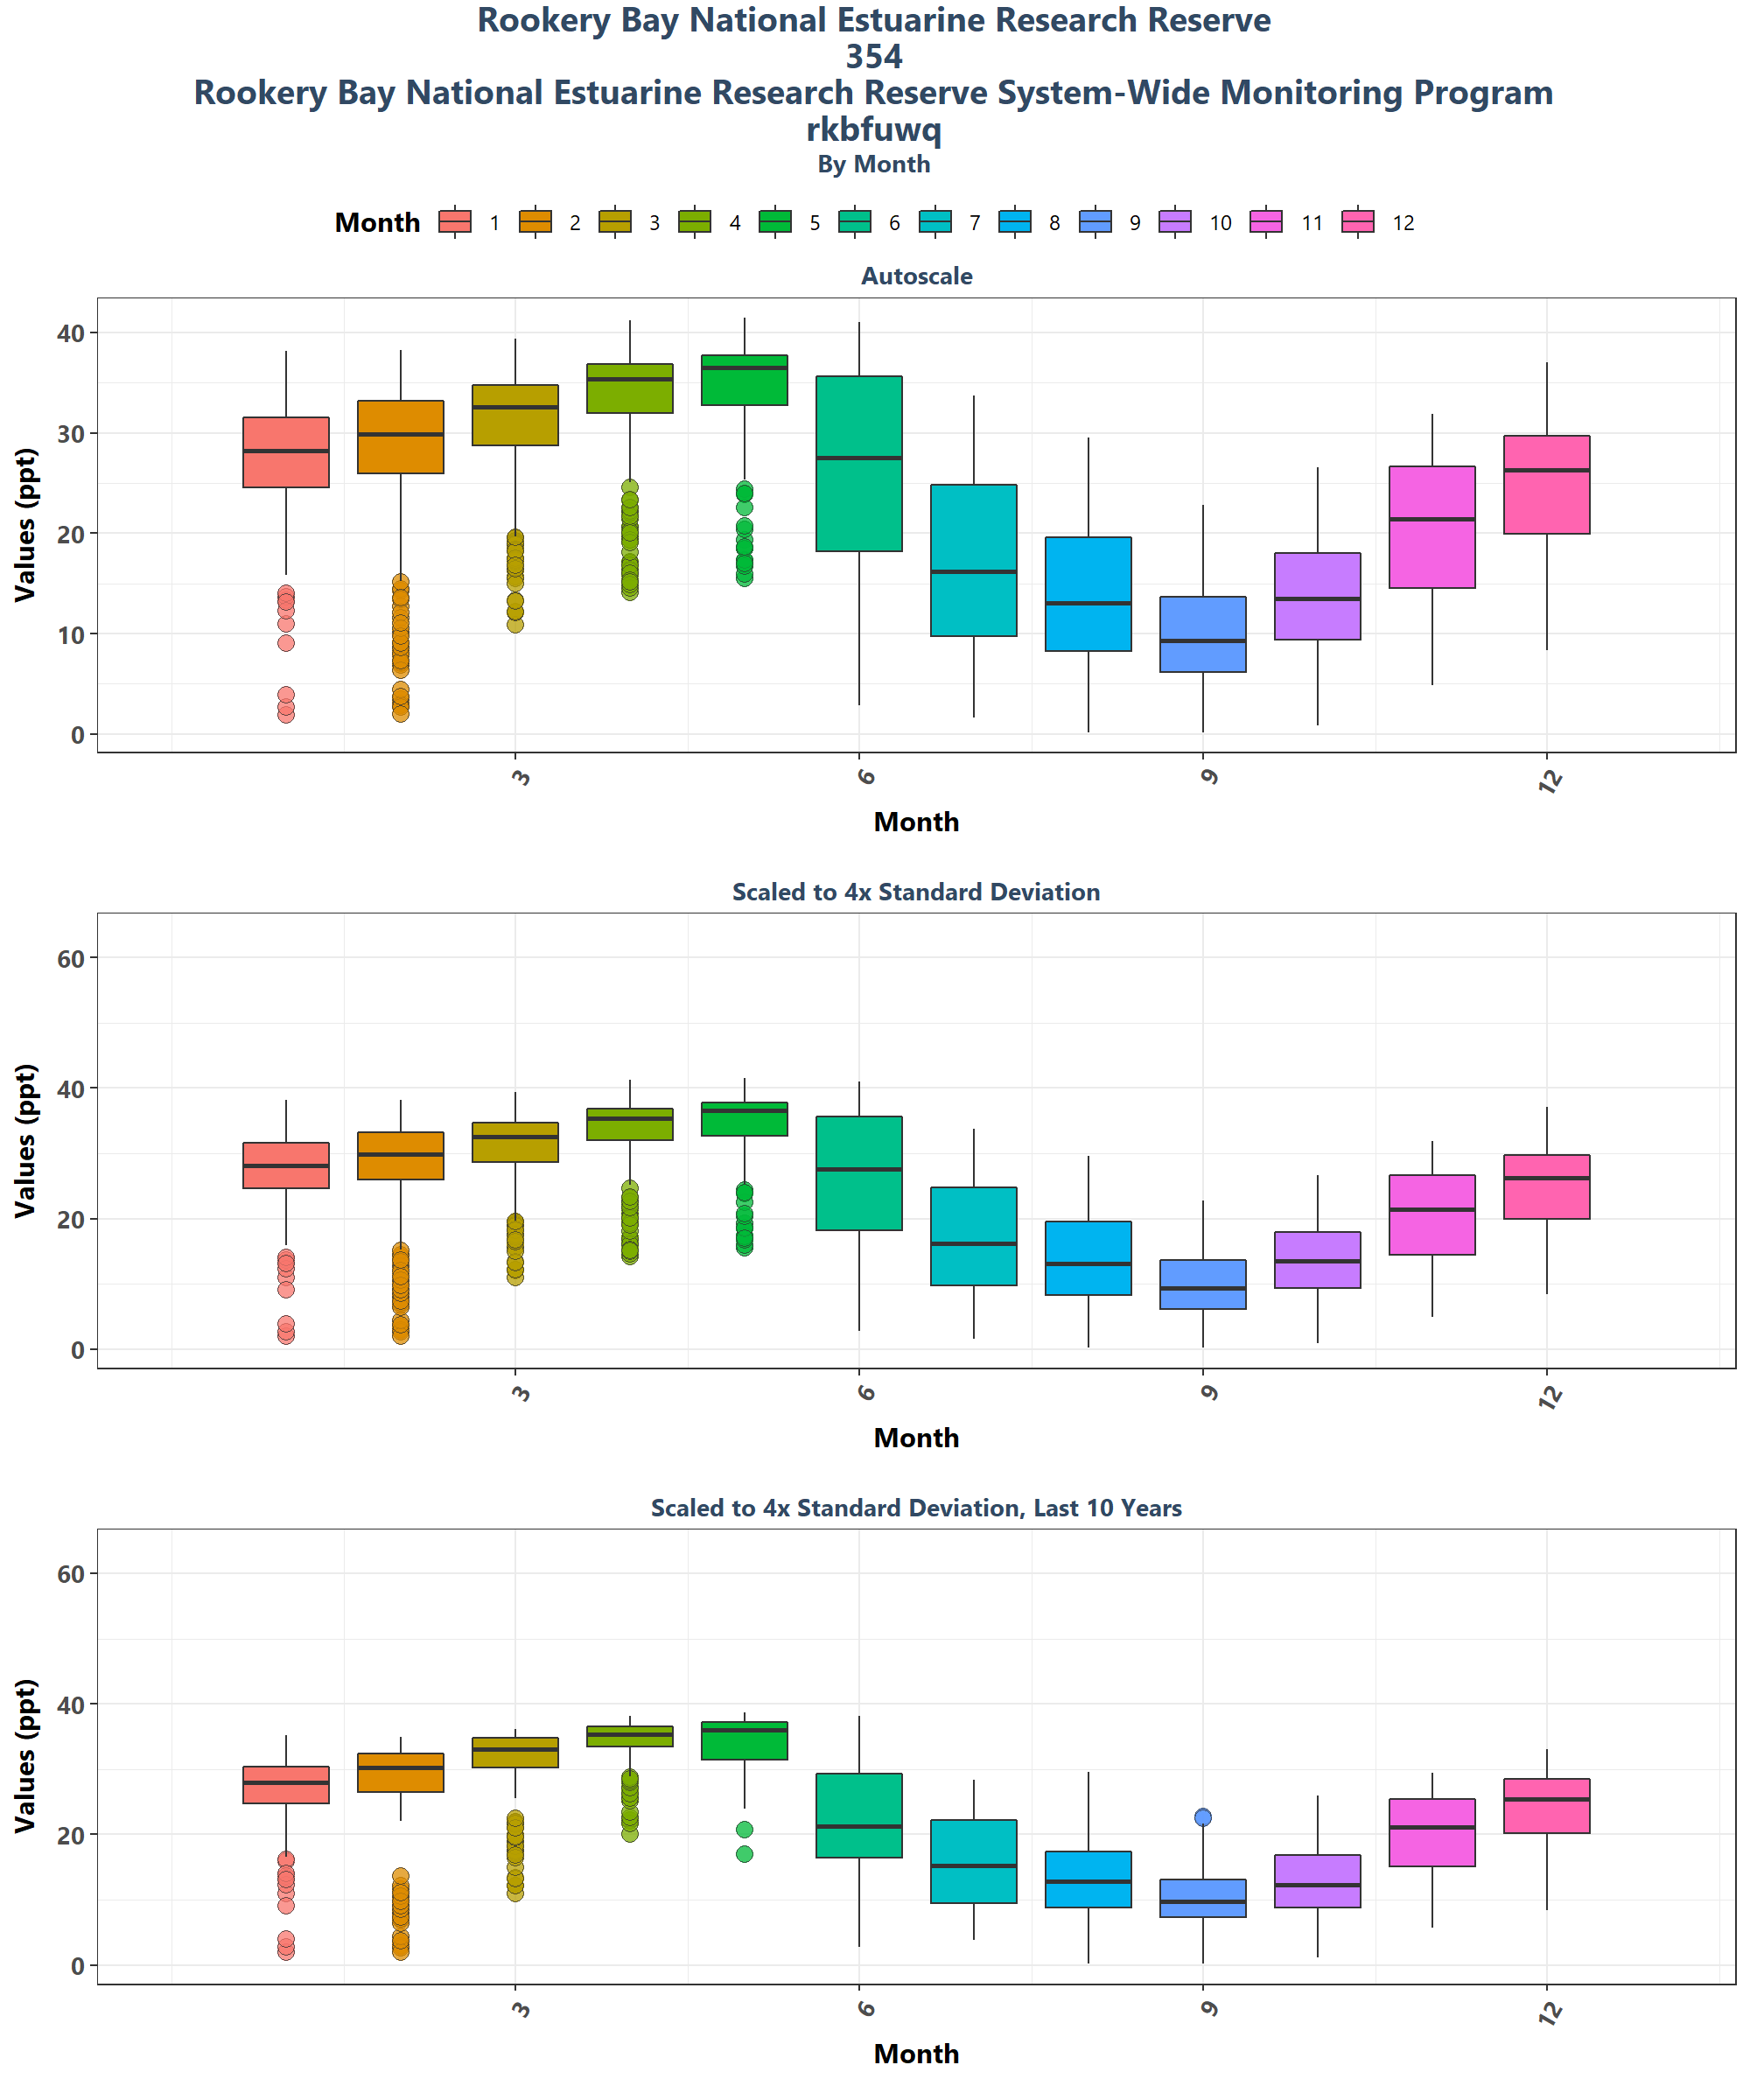 Rookery Bay National Estuarine Research Reserve
354
Rookery Bay National Estuarine Research Reserve System-Wide Monitoring Program
rkbfuwq
By Month
Month 1 2 3 4 5 6 7 8 9 10 11 12
Autoscale
Values (ppt)
40
30
20
10
0
3 6 9 12
Month
Scaled to 4x Standard Deviation
Values (ppt)
60
40
20
0
3 6 9 12
Month
Scaled to 4x Standard Deviation, Last 10 Years
Values (ppt)
60
40
20
0
3 6 9 12
Month